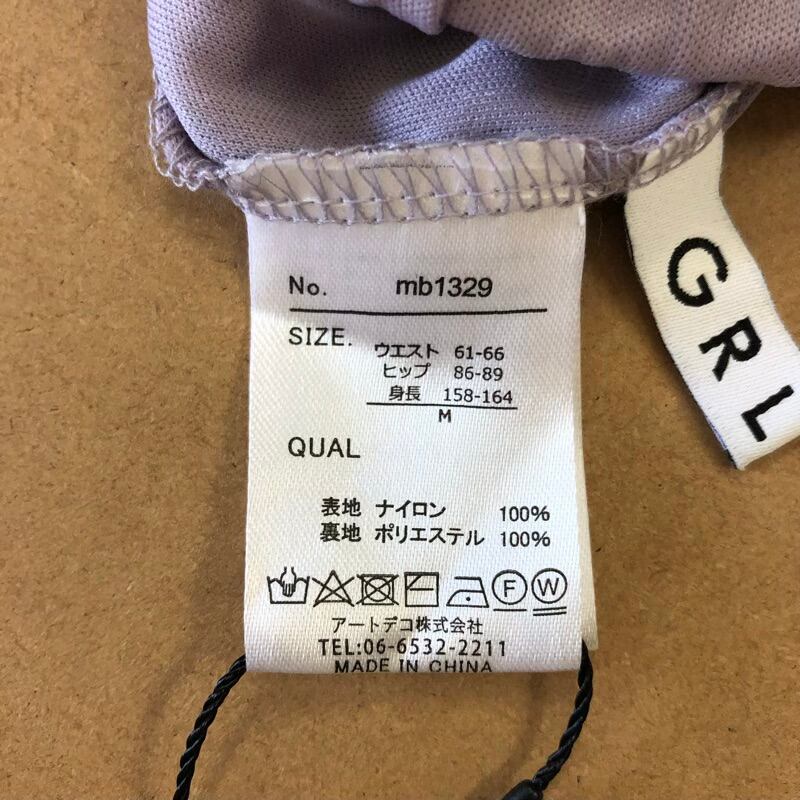 No. mb1329
SIZE. ウエスト 61-66
ヒップ 86-89
身長 158-164
M
QUAL
表地 ナイロン 100%
裏地 ポリエステル 100%
F W
アートデコ株式会社
TEL:06-6532-2211
MADE IN CHINA
GRL